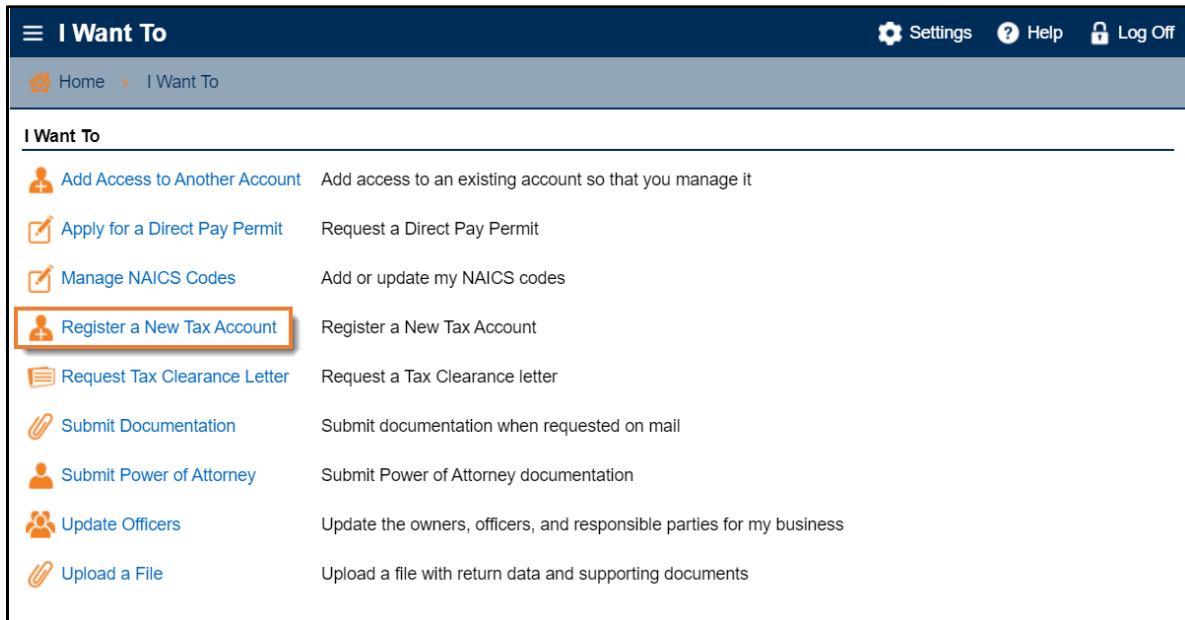 I Want To Settings Help Log Off
Home I Want To
I Want To
Add Access to Another Account Add access to an existing account so that you manage it
Apply for a Direct Pay Permit Request a Direct Pay Permit
Manage NAICS Codes Add or update my NAICS codes
Register a New Tax Account Register a New Tax Account
Request Tax Clearance Letter Request a Tax Clearance letter
Submit Documentation Submit documentation when requested on mail
Submit Power of Attorney Submit Power of Attorney documentation
Update Officers Update the owners, officers, and responsible parties for my business
Upload a File Upload a file with return data and supporting documents